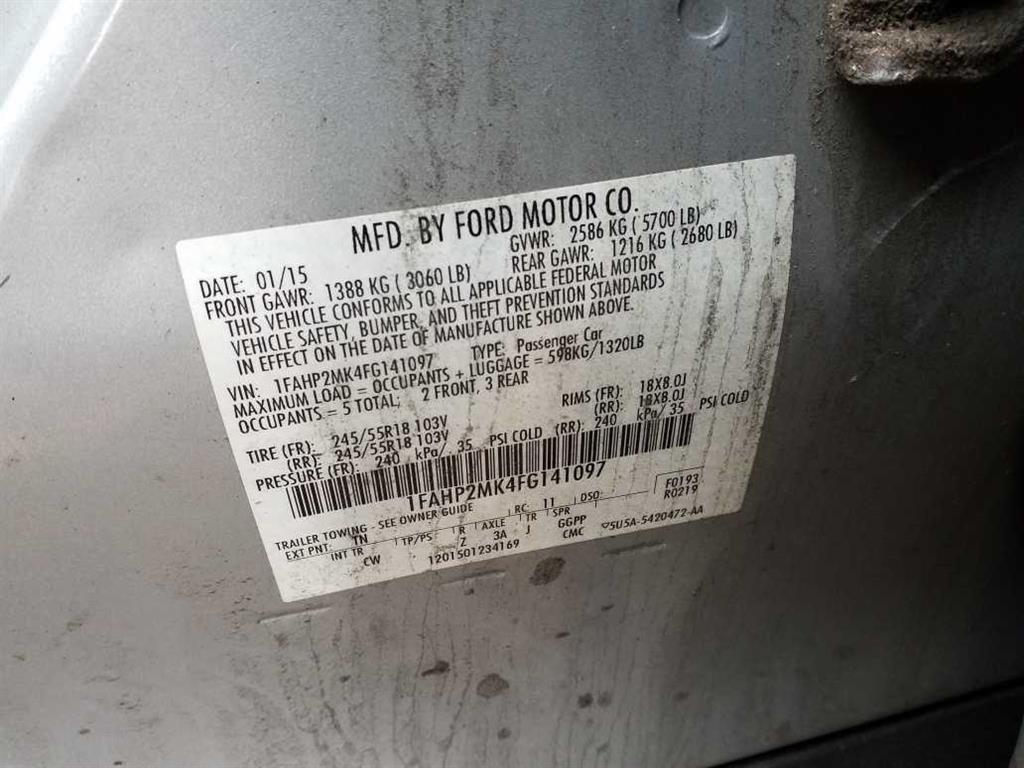 MFD. BY FORD MOTOR CO.
DATE: 01/15 GVWR: 2586 KG ( 5700 LB)
FRONT GAWR: 1388 KG ( 3060 LB) REAR GAWR: 1216 KG ( 2680 LB)
THIS VEHICLE CONFORMS TO ALL APPLICABLE FEDERAL MOTOR
VEHICLE SAFETY, BUMPER, AND THEFT PREVENTION STANDARDS
IN EFFECT ON THE DATE OF MANUFACTURE SHOWN ABOVE.
VIN: 1FAHP2MK4FG141097 TYPE: Passenger Car
MAXIMUM LOAD = OCCUPANTS + LUGGAGE = 598KG/1320LB
OCCUPANTS = 5 TOTAL; 2 FRONT, 3 REAR
TIRE (FR): 245/55R18 103V RIMS (FR): 18X8.0J
(RR): 245/55R18 103V (RR): 18X8.0J
PRESSURE (FR): 240 kPa/ 35 PSI COLD (RR): 240 kPa/ 35 PSI COLD
1FAHP2MK4FG141097
TRAILER TOWING - SEE OWNER GUIDE RC: 11 DSO: F0193
R0219
EXT PNT: TN
INT TR TP/PS R AXLE TR SPR
CW Z 3A J GGPP
CMC
5U5A-5420472-AA
1201501234169